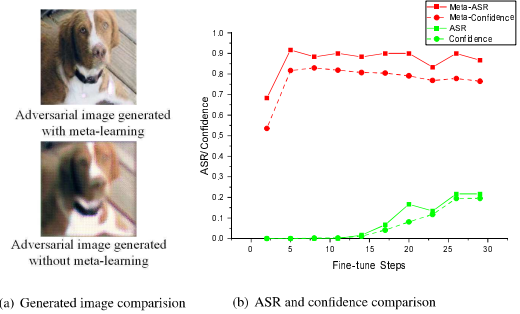 Adversarial image generated
with meta-learning
Adversarial image generated
without meta-learning
(a) Generated image comparision
Meta-ASR
Meta-Confidence
ASR
Confidence
ASR/Confidence
1.0
0.9
0.8
0.7
0.6
0.5
0.4
0.3
0.2
0.1
0.0
0 5 10 15 20 25 30
Fine-tune Steps
(b) ASR and confidence comparison